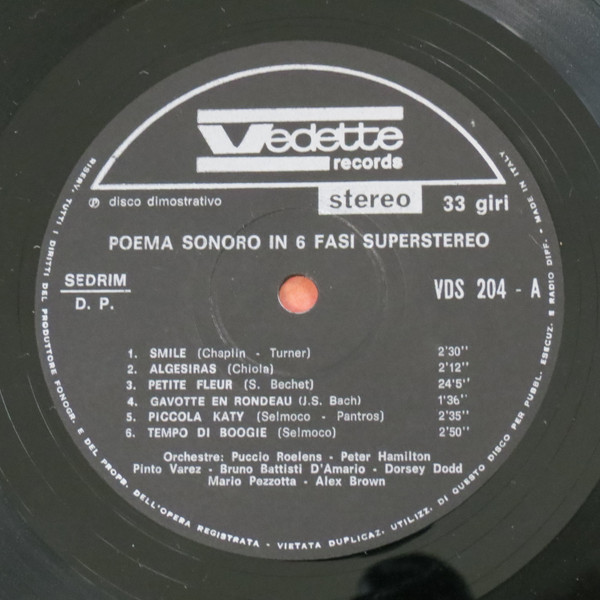 Vedette
records
stereo
℗ disco dimostrativo
33 giri
POEMA SONORO IN 6 FASI SUPERSTEREO
SEDRIM
D. P.
VDS 204 - A
1. SMILE (Chaplin - Turner) 2'30''
2. ALGESIRAS (Chiola) 2'12''
3. PETITE FLEUR (S. Bechet) 24'5''
4. GAVOTTE EN RONDEAU (J.S. Bach) 1'36''
5. PICCOLA KATY (Selmoco - Pantros) 2'35''
6. TEMPO DI BOOGIE (Selmoco) 2'50''
Orchestre: Puccio Roelens - Peter Hamilton
Pinto Varez - Bruno Battisti D'Amario - Dorsey Dodd
Mario Pezzotta - Alex Brown
RISERV. TUTTI I DIRITTI DEL PRODUTTORE FONOGR. E DEL PROPR. DELL'OPERA REGISTRATA - VIETATA DUPLICAZ. UTILIZZ. DI QUESTO DISCO PER PUBBL. ESECUZ. E RADIO DIFF. - MADE IN ITALY